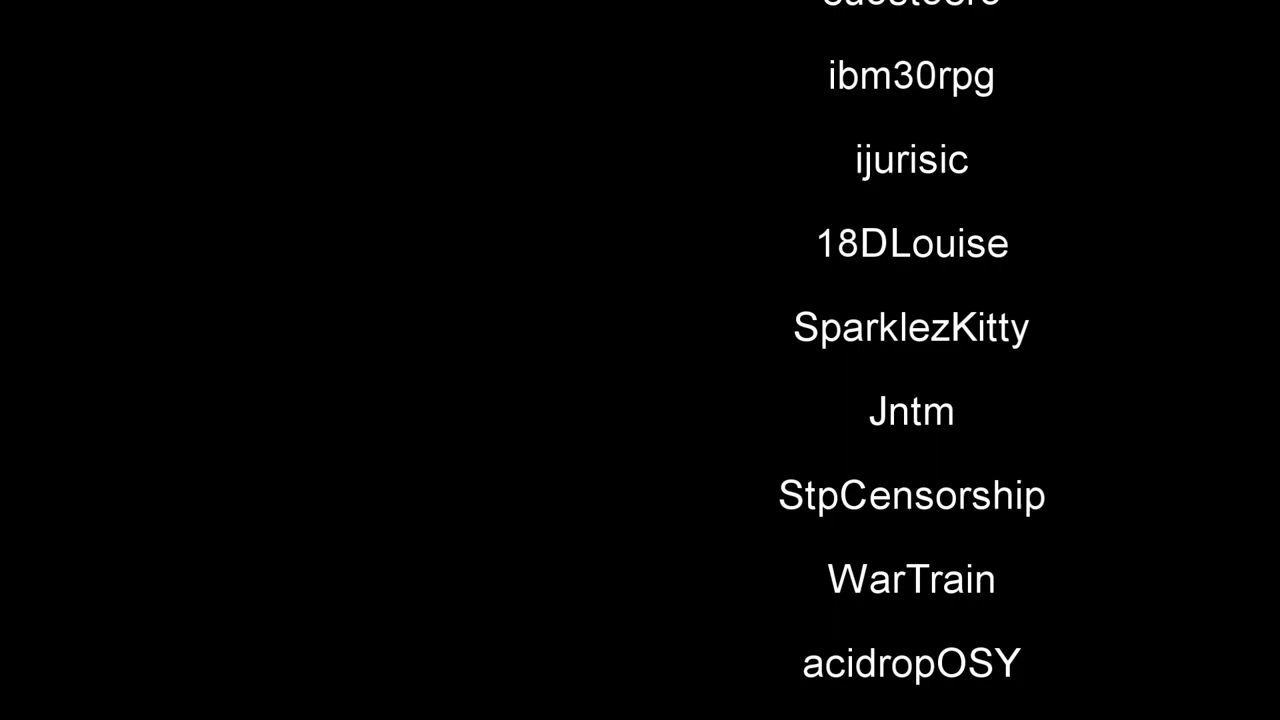 ibm30rpg
ijurisic
18DLouise
SparklezKitty
Jntm
StpCensorship
WarTrain
acidropOSY